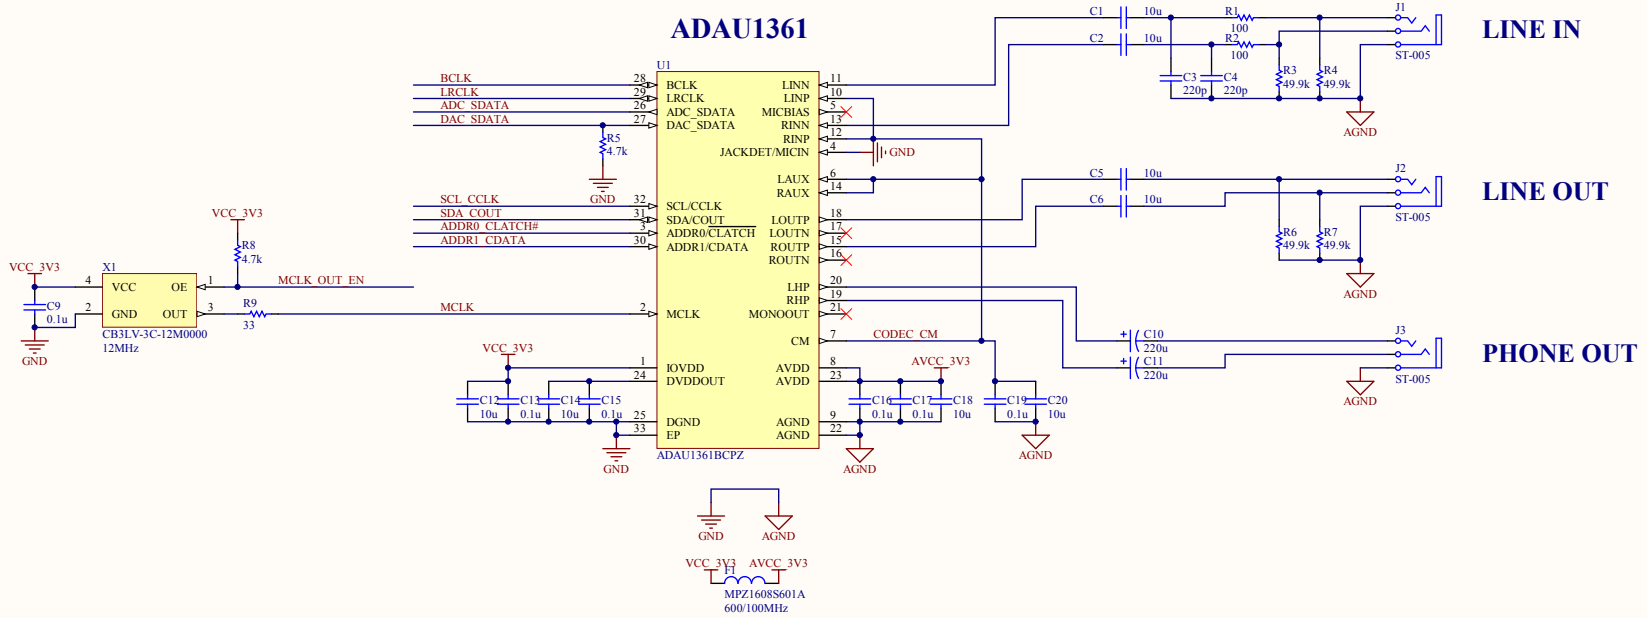 ADAU1361
LINE IN
LINE OUT
PHONE OUT
U1
BCLK
LRCLK
ADC_SDATA
DAC_SDATA
28
29
26
27
BCLK
LRCLK
ADC_SDATA
DAC_SDATA
R5
4.7k
GND
SCL_CCLK
SDA_COUT
ADDR0_CLATCH#
ADDR1_CDATA
32
31
3
30
SCL/CCLK
SDA/COUT
ADDR0/CLATCH
ADDR1/CDATA
VCC_3V3
R8
4.7k
VCC_3V3
X1
4
VCC
OE
1
MCLK_OUT_EN
C9
0.1u
2
GND
OUT
3
R9
33
MCLK
2
MCLK
CB3LV-3C-12M0000
12MHz
GND
VCC_3V3
1
24
IOVDD
DVDDOUT
C12
10u
C13
0.1u
C14
10u
C15
0.1u
25
33
DGND
EP
GND
ADAU1361BCPZ
LINN
LINP
MICBIAS
RINN
RINP
JACKDET/MICIN
11
10
5
13
12
4
GND
LAUX
RAUX
6
14
LOUTP
LOUTN
ROUTP
ROUTN
18
17
15
16
LHP
RHP
MONOOUT
20
19
21
CM
7
CODEC_CM
AVDD
AVDD
8
23
AVCC_3V3
C16
0.1u
C17
0.1u
C18
10u
C19
0.1u
C20
10u
AGND
AGND
9
22
AGND
AGND
C1
10u
R1
100
J1
C2
10u
R2
100
ST-005
C3
220p
C4
220p
R3
49.9k
R4
49.9k
AGND
C5
10u
J2
C6
10u
ST-005
R6
49.9k
R7
49.9k
AGND
C10
220u
J3
C11
220u
ST-005
AGND
GND
AGND
VCC_3V3
AVCC_3V3
F1
MPZ1608S601A
600/100MHz